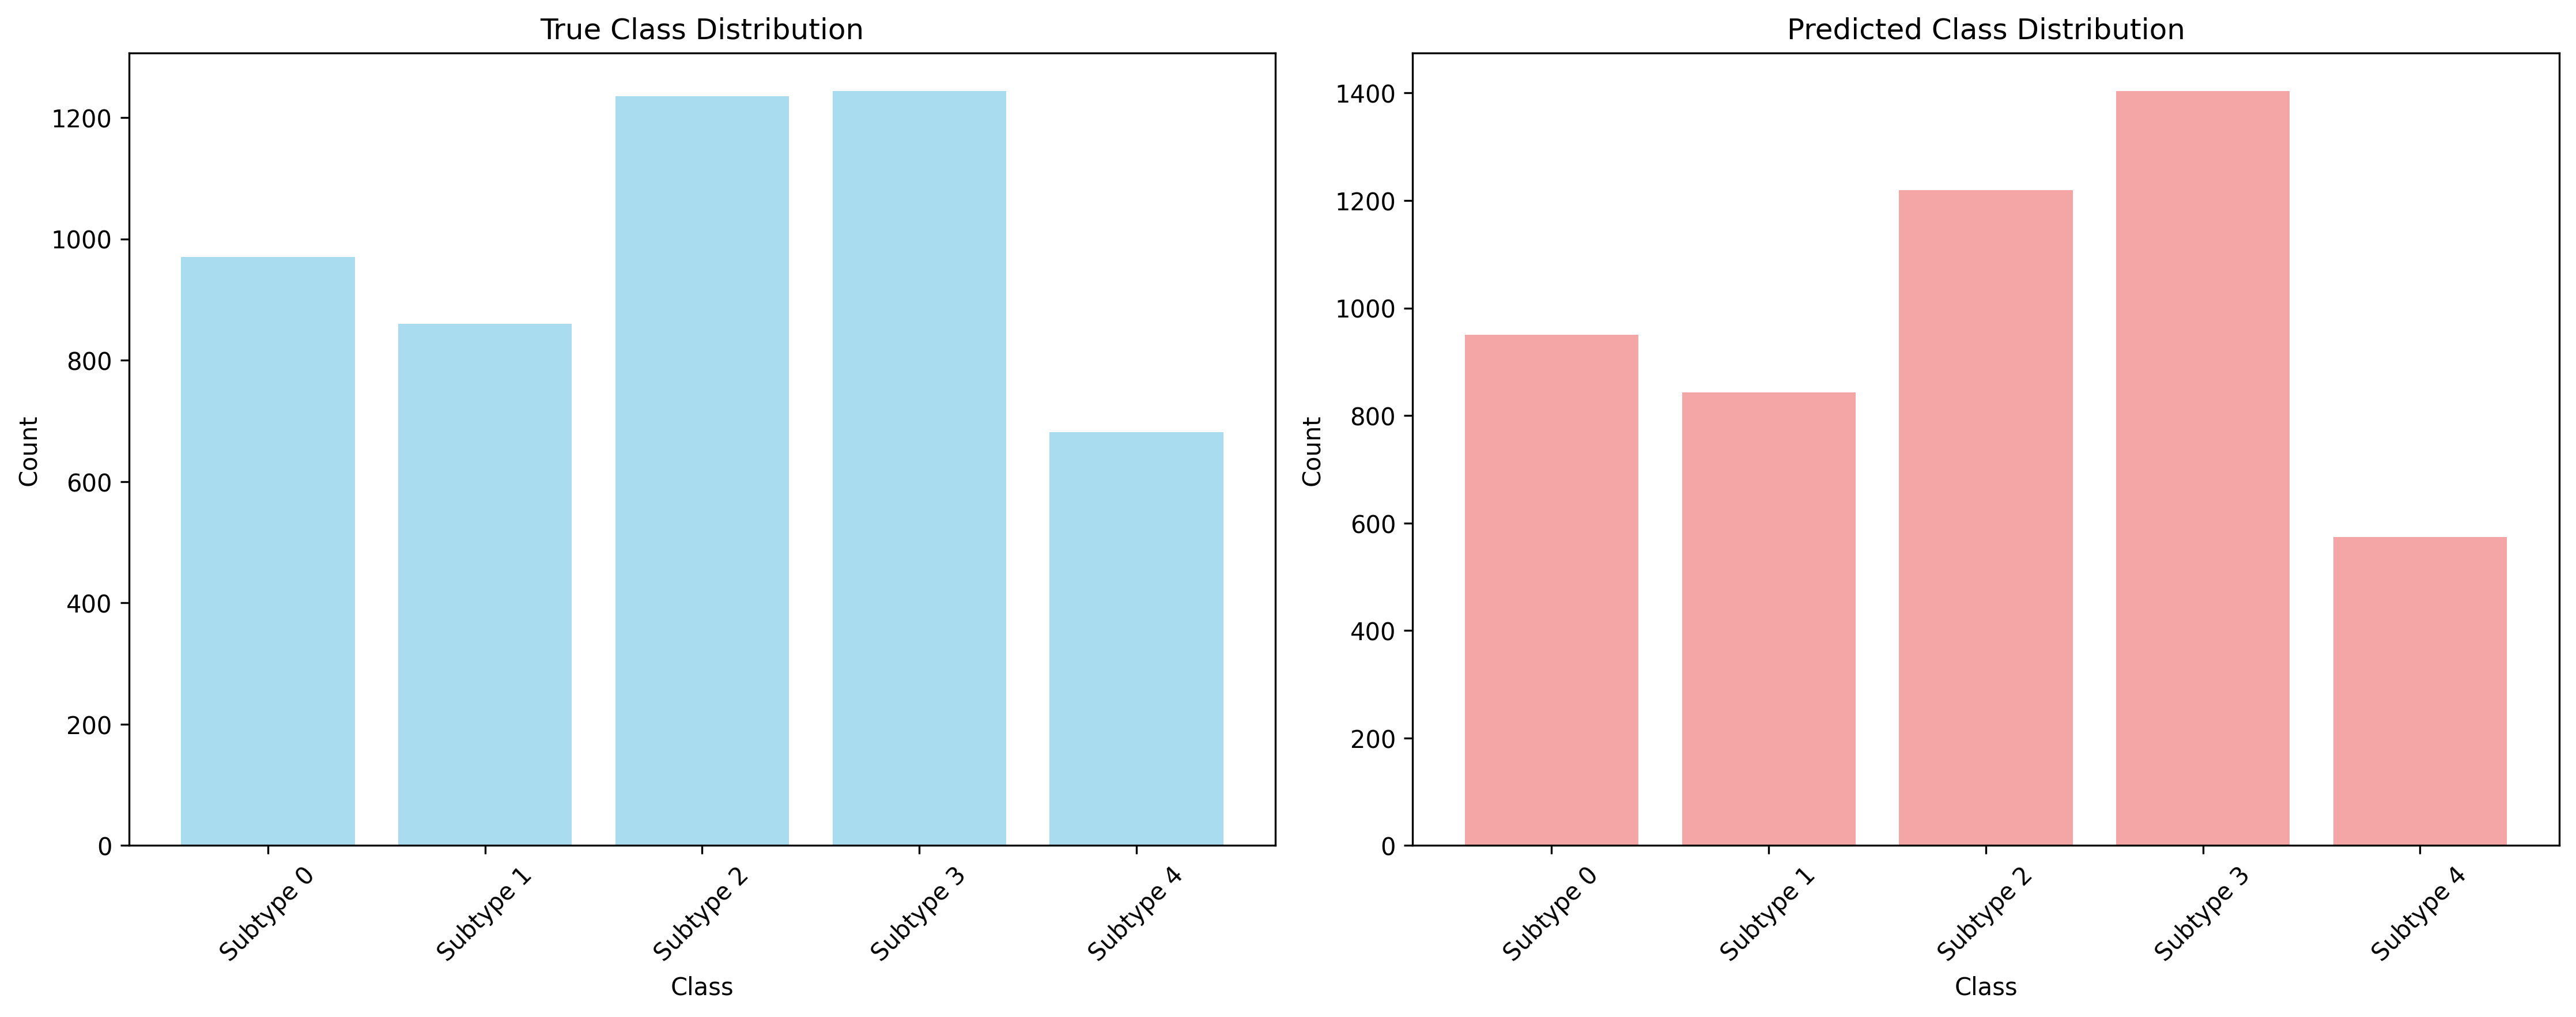 True Class Distribution
Count
1200
1000
800
600
400
200
0
Subtype 0
Subtype 1
Subtype 2
Subtype 3
Subtype 4
Class
Predicted Class Distribution
Count
1400
1200
1000
800
600
400
200
0
Subtype 0
Subtype 1
Subtype 2
Subtype 3
Subtype 4
Class